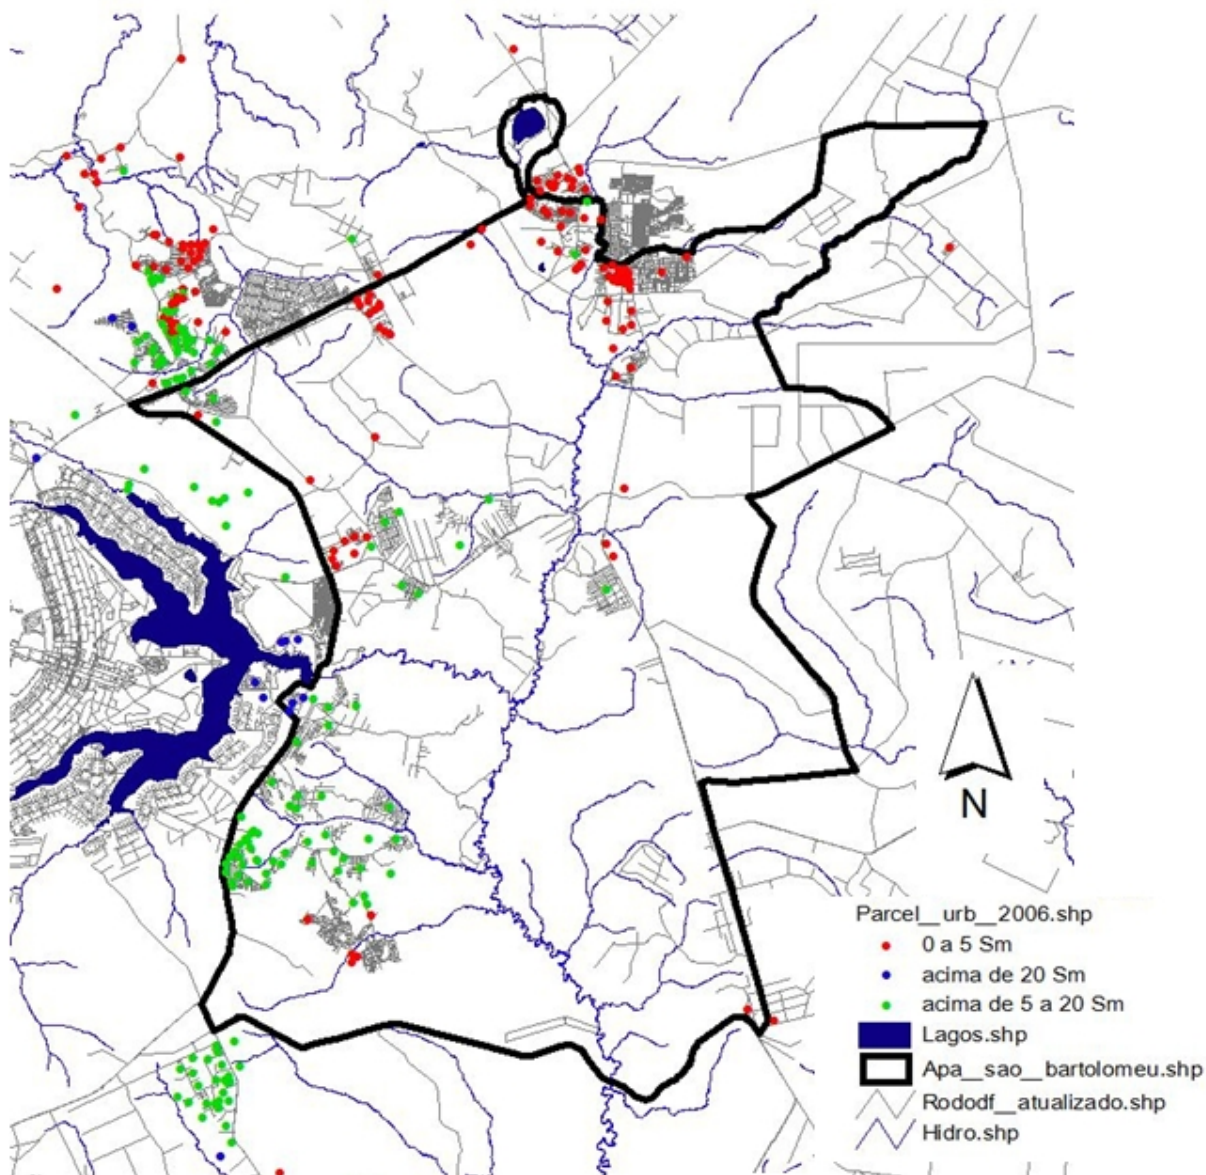 N
Parcel__urb__2006.shp
0 a 5 Sm
acima de 20 Sm
acima de 5 a 20 Sm
Lagos.shp
Apa__sao__bartolomeu.shp
Rododf__atualizado.shp
Hidro.shp